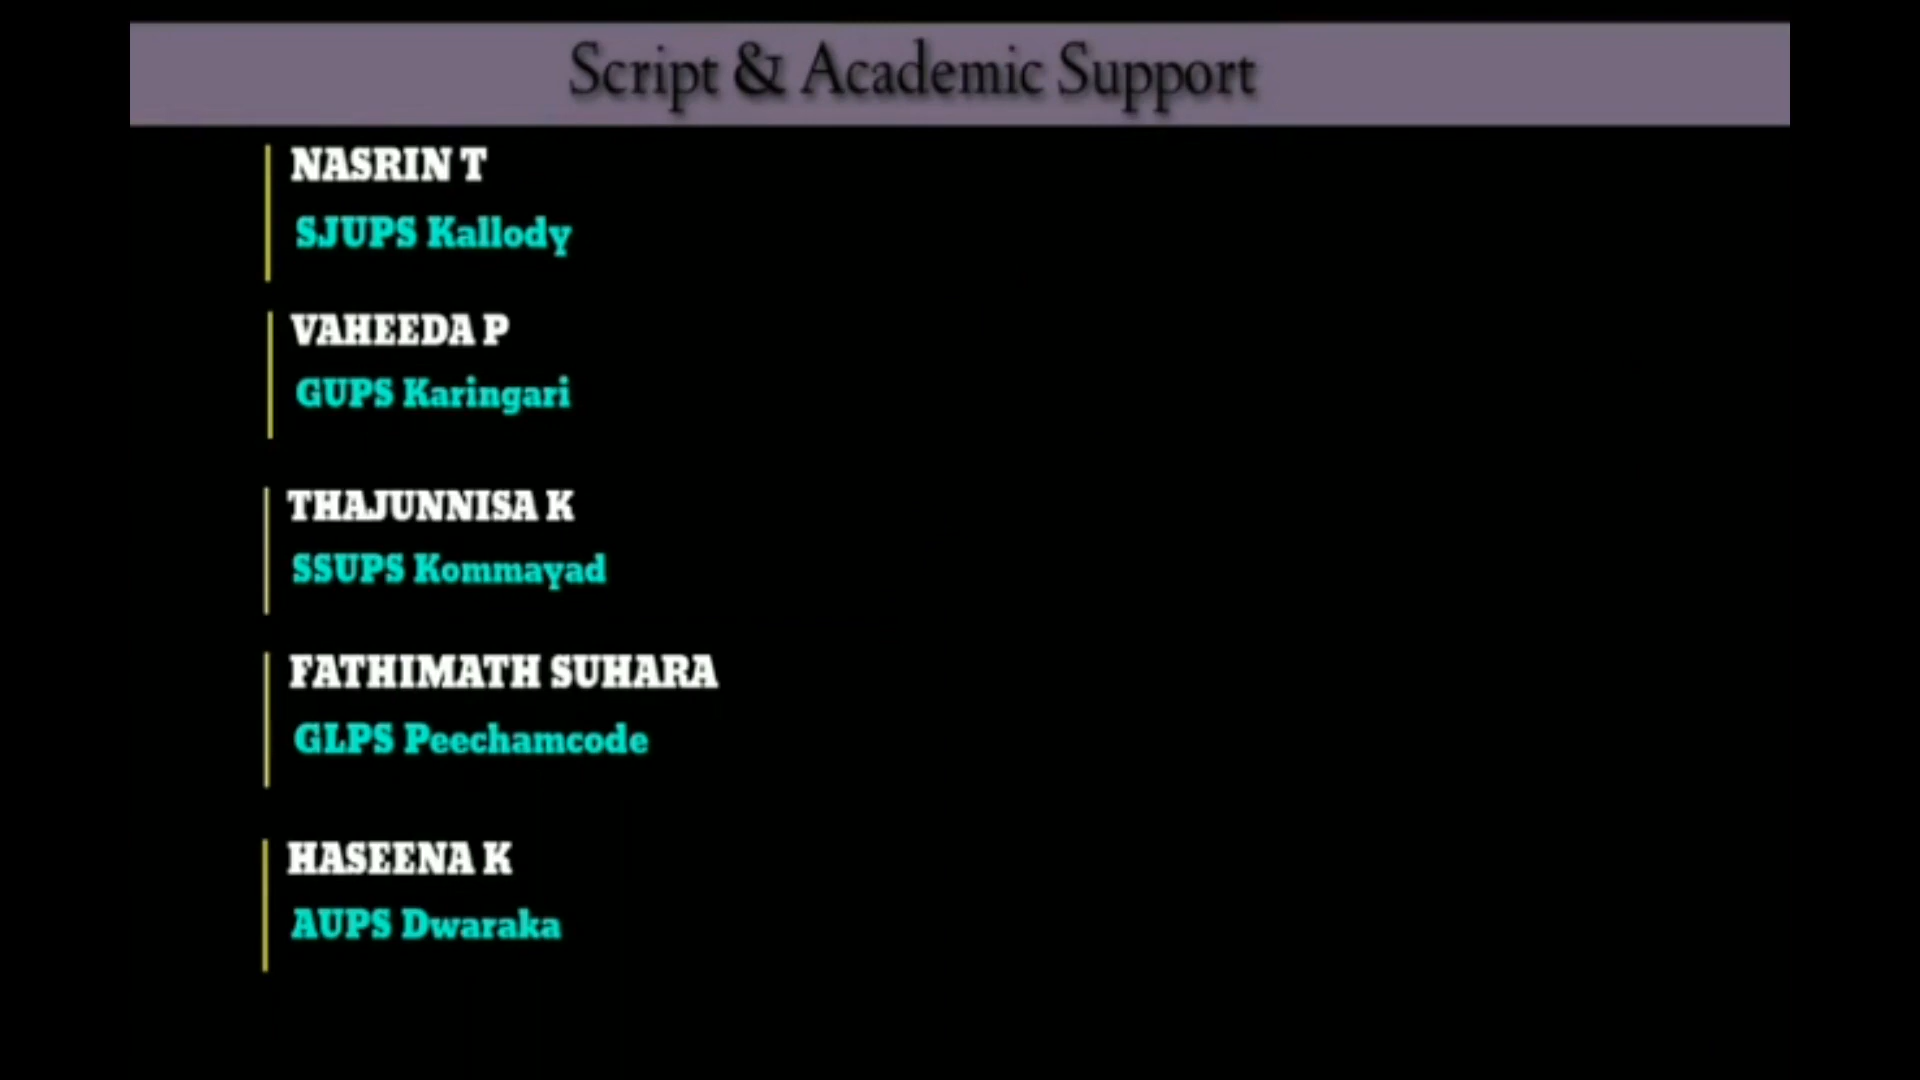 Script & Academic Support
NASRIN T
SJUPS Kallody
VAHEEDA P
GUPS Karingari
THAJUNNISA K
SSUPS Kommayad
FATHIMATH SUHARA
GLPS Peechamcode
HASEENA K
AUPS Dwaraka